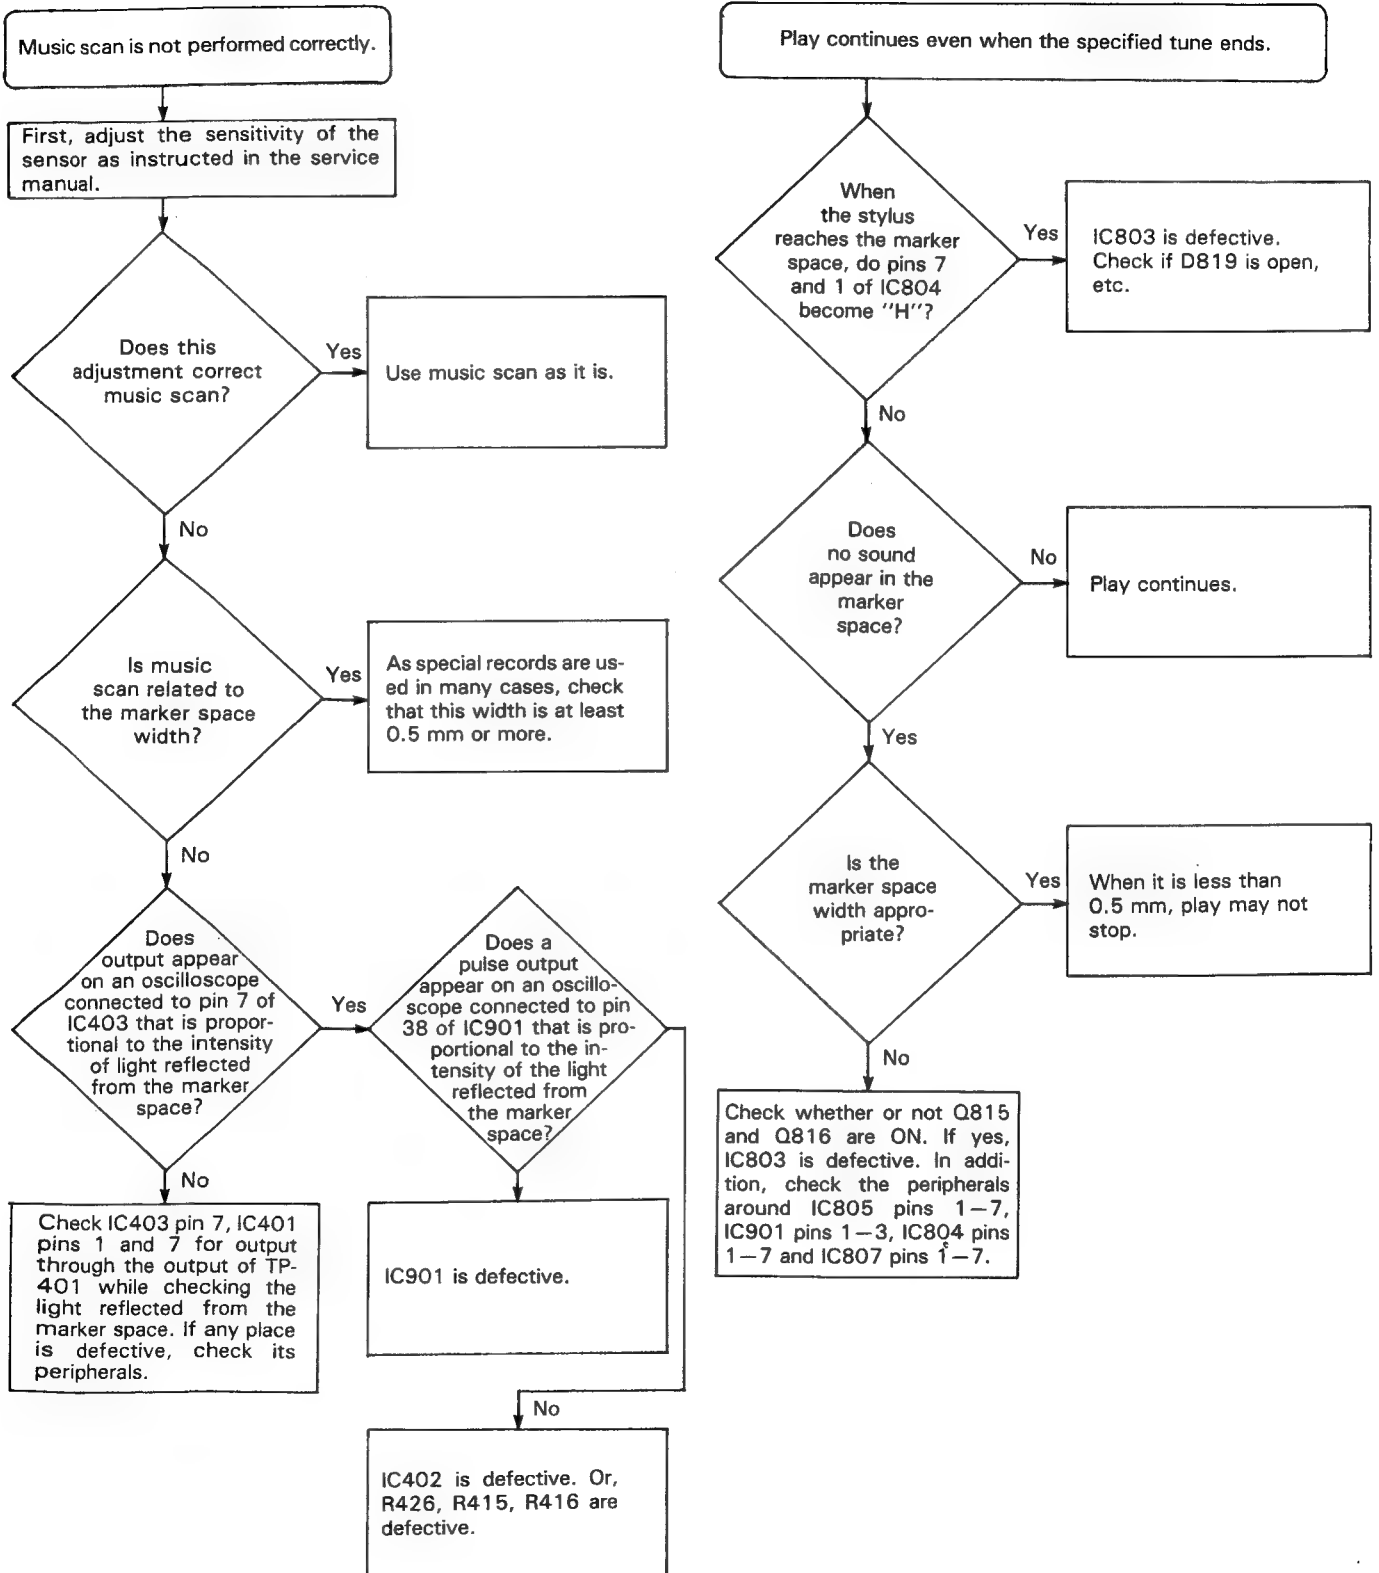 Music scan is not performed correctly.
First, adjust the sensitivity of the
sensor as instructed in the service
manual.
Does this
adjustment correct
music scan?
Yes
Use music scan as it is.
No
Is music
scan related to
the marker space
width?
Yes
As special records are us-
ed in many cases, check
that this width is at least
0.5 mm or more.
No
Does
output appear
on an oscilloscope
connected to pin 7 of
IC403 that is propor-
tional to the intensity
of light reflected
from the marker
space?
Yes
Does a
pulse output
appear on an oscillo-
scope connected to pin
38 of IC901 that is pro-
portional to the in-
tensity of the light
reflected from
the marker
space?
No
Check IC403 pin 7, IC401
pins 1 and 7 for output
through the output of TP-
401 while checking the
light reflected from the
marker space. If any place
is defective, check its
peripherals.
IC901 is defective.
No
IC402 is defective. Or,
R426, R415, R416 are
defective.
Play continues even when the specified tune ends.
When
the stylus
reaches the marker
space, do pins 7
and 1 of IC804
become "H"?
Yes
IC803 is defective.
Check if D819 is open,
etc.
No
Does
no sound
appear in the
marker
space?
No
Play continues.
Yes
Is the
marker space
width appro-
priate?
Yes
When it is less than
0.5 mm, play may not
stop.
No
Check whether or not Q815
and Q816 are ON. If yes,
IC803 is defective. In addi-
tion, check the peripherals
around IC805 pins 1–7,
IC901 pins 1–3, IC804 pins
1–7 and IC807 pins 1–7.